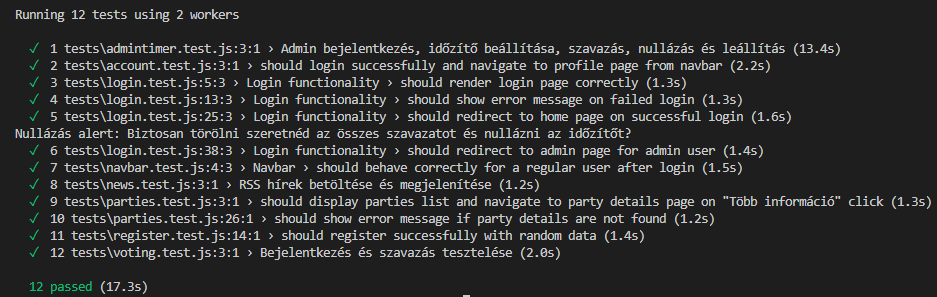 Running 12 tests using 2 workers
✓ 1 tests\admintimer.test.js:3:1 › Admin bejelentkezés, időzítő beállítása, szavazás, nullázás és leállítás (13.4s)
✓ 2 tests\account.test.js:3:1 › should login successfully and navigate to profile page from navbar (2.2s)
✓ 3 tests\login.test.js:5:3 › Login functionality › should render login page correctly (1.3s)
✓ 4 tests\login.test.js:13:3 › Login functionality › should show error message on failed login (1.3s)
✓ 5 tests\login.test.js:25:3 › Login functionality › should redirect to home page on successful login (1.6s)
Nullázás alert: Biztosan törölni szeretnéd az összes szavazatot és nullázni az időzítőt?
✓ 6 tests\login.test.js:38:3 › Login functionality › should redirect to admin page for admin user (1.4s)
✓ 7 tests\navbar.test.js:4:3 › Navbar › should behave correctly for a regular user after login (1.5s)
✓ 8 tests\news.test.js:3:1 › RSS hírek betöltése és megjelenítése (1.2s)
✓ 9 tests\parties.test.js:3:1 › should display parties list and navigate to party details page on "Több információ" click (1.3s)
✓ 10 tests\parties.test.js:26:1 › should show error message if party details are not found (1.2s)
✓ 11 tests\register.test.js:14:1 › should register successfully with random data (1.4s)
✓ 12 tests\voting.test.js:3:1 › Bejelentkezés és szavazás tesztelése (2.0s)
12 passed (17.3s)